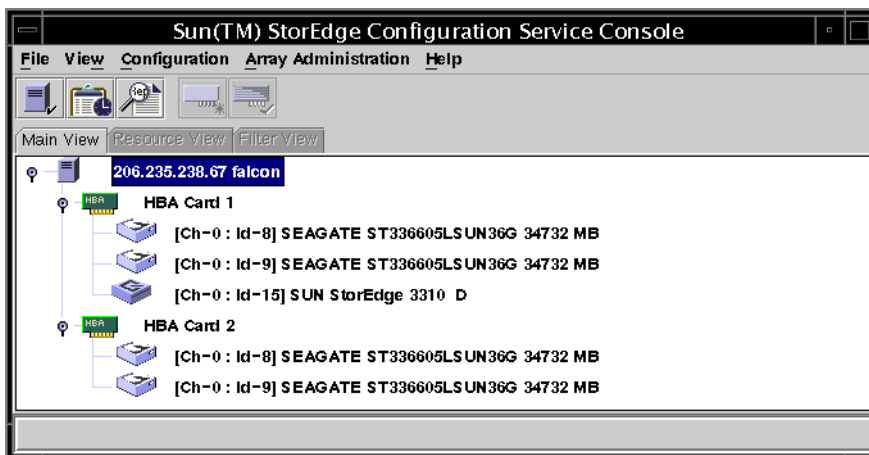 Sun(TM) StorEdge Configuration Service Console
File View Configuration Array Administration Help
Rep
Main View Resource View Filter View
206.235.238.67 falcon
HBA HBA Card 1
[Ch-0 : Id-8] SEAGATE ST336605LSUN36G 34732 MB
[Ch-0 : Id-9] SEAGATE ST336605LSUN36G 34732 MB
[Ch-0 : Id-15] SUN StorEdge 3310 D
HBA HBA Card 2
[Ch-0 : Id-8] SEAGATE ST336605LSUN36G 34732 MB
[Ch-0 : Id-9] SEAGATE ST336605LSUN36G 34732 MB